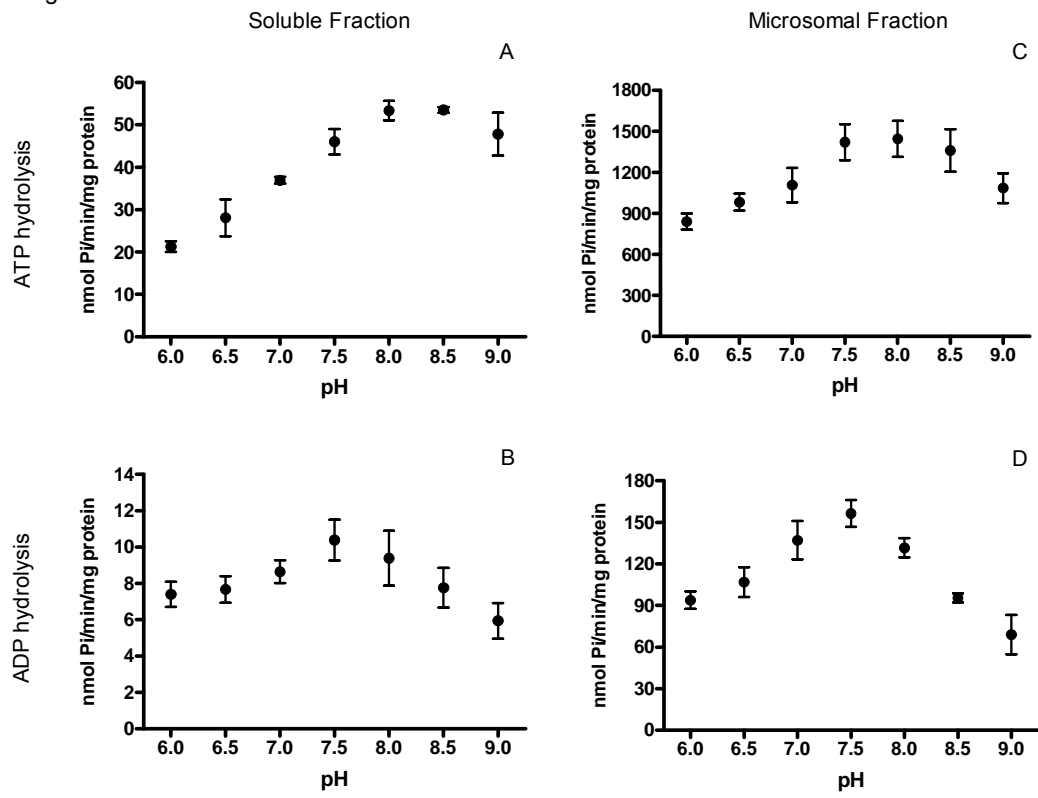 Soluble Fraction
Microsomal Fraction
A
ATP hydrolysis
nmol Pi/min/mg protein
60
50
40
30
20
10
0
6.0 6.5 7.0 7.5 8.0 8.5 9.0
pH
C
nmol Pi/min/mg protein
1800
1500
1200
900
600
300
0
6.0 6.5 7.0 7.5 8.0 8.5 9.0
pH
B
ADP hydrolysis
nmol Pi/min/mg protein
14
12
10
8
6
4
2
0
6.0 6.5 7.0 7.5 8.0 8.5 9.0
pH
D
nmol Pi/min/mg protein
180
150
120
90
60
30
0
6.0 6.5 7.0 7.5 8.0 8.5 9.0
pH